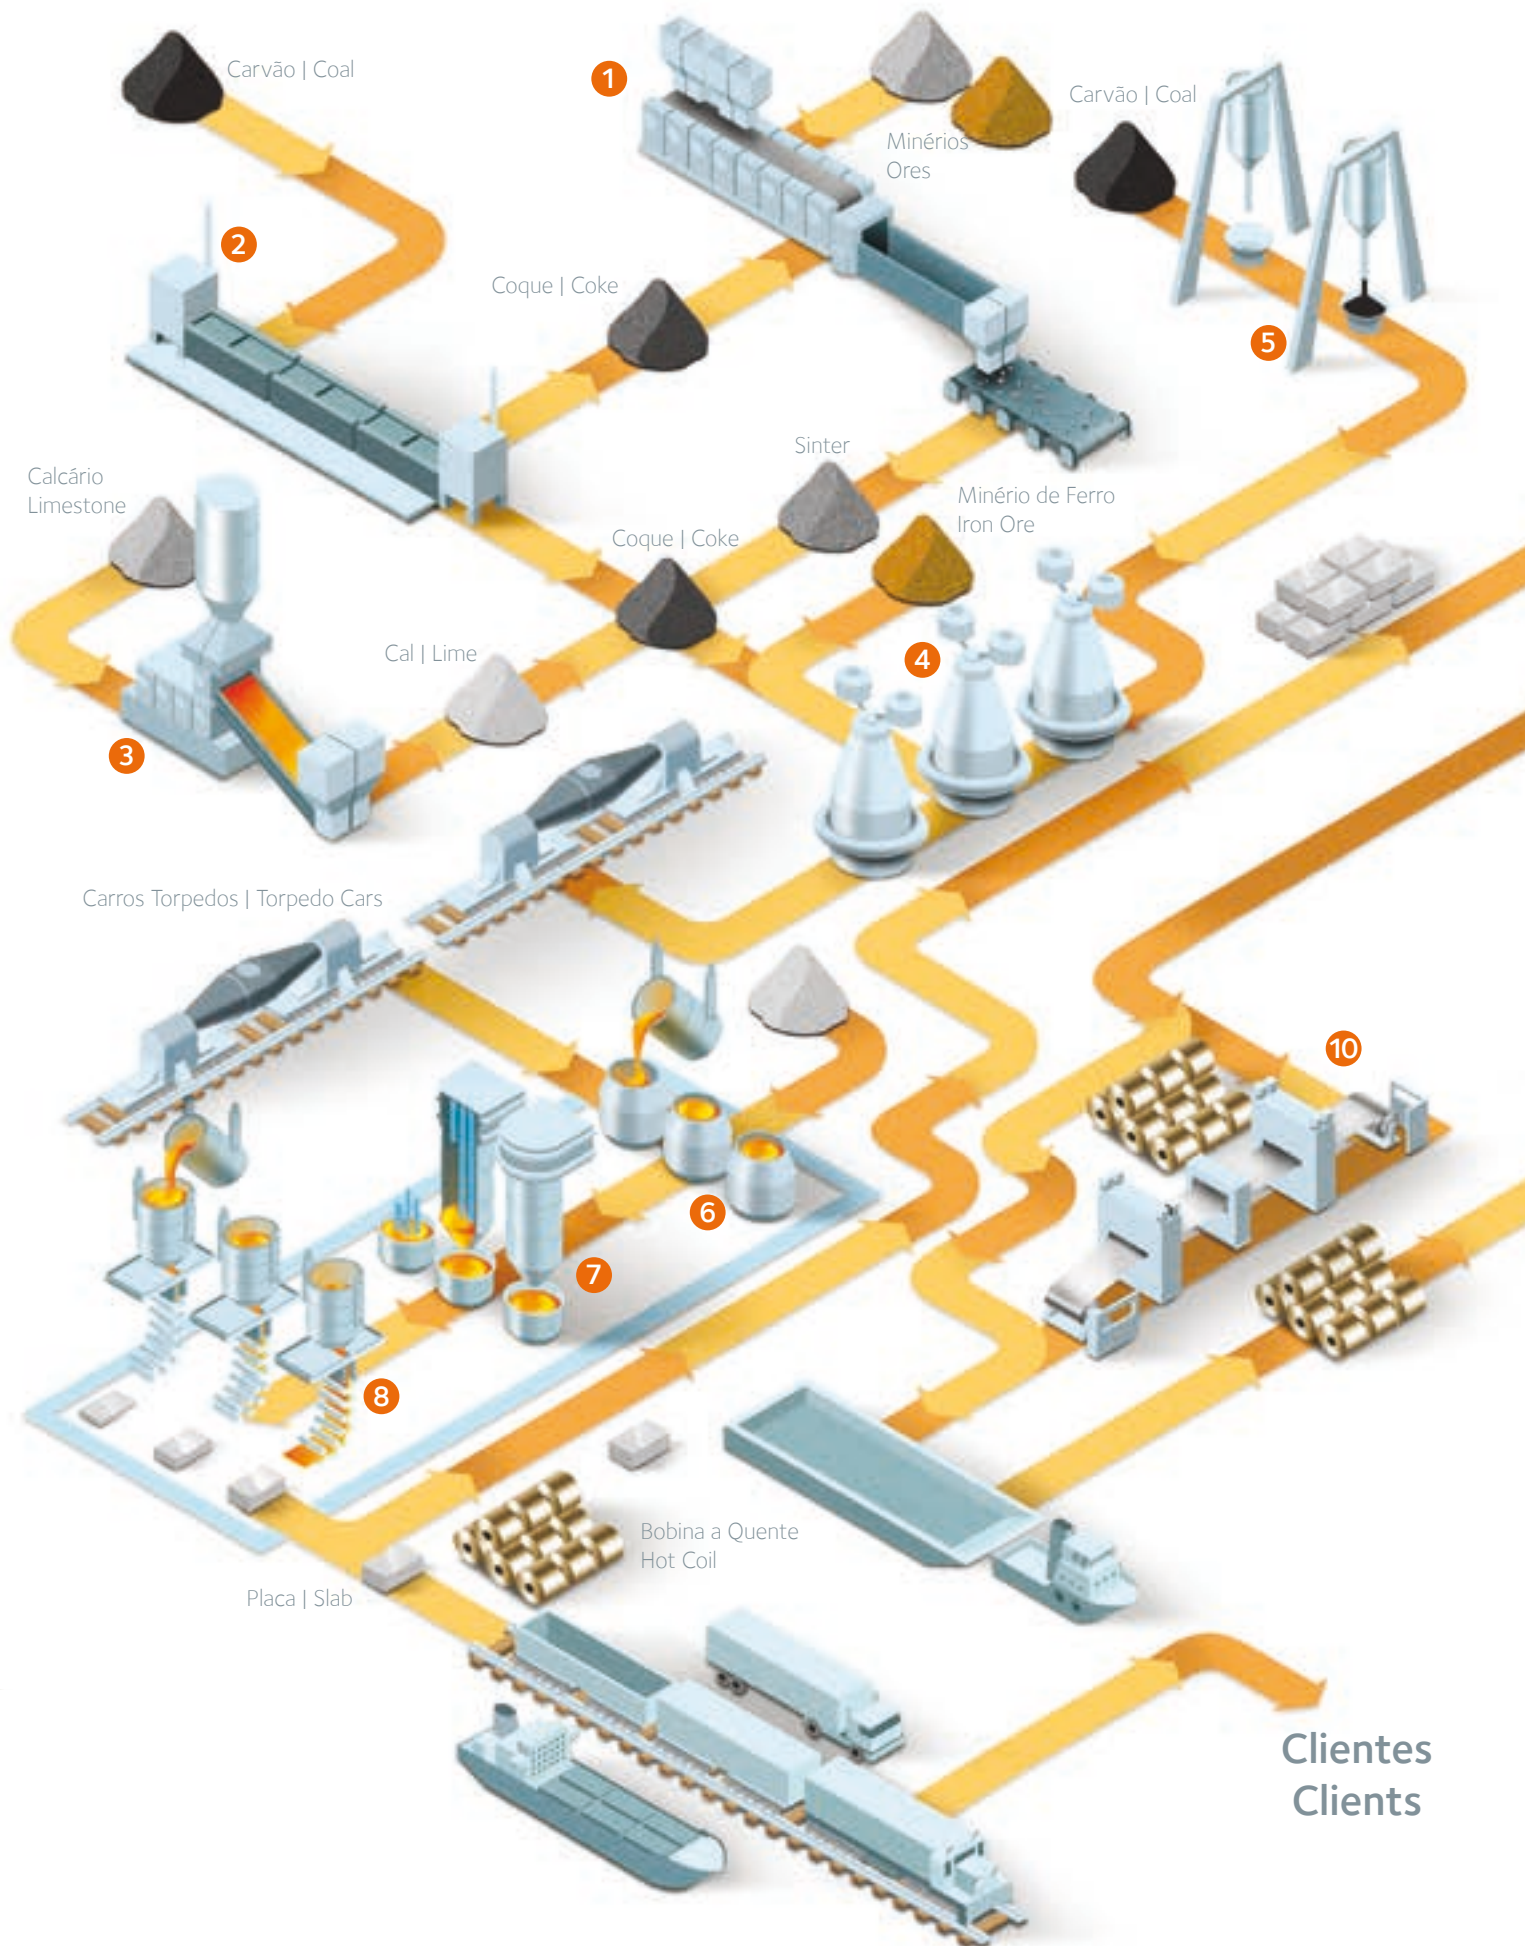 Carvão | Coal
1
Minérios
Ores
Carvão | Coal
2
Coque | Coke
5
Sinter
Calcário
Limestone
Minério de Ferro
Iron Ore
Coque | Coke
Cal | Lime
4
3
Carros Torpedos | Torpedo Cars
10
6
7
8
Bobina a Quente
Hot Coil
Placa | Slab
Clientes
Clients